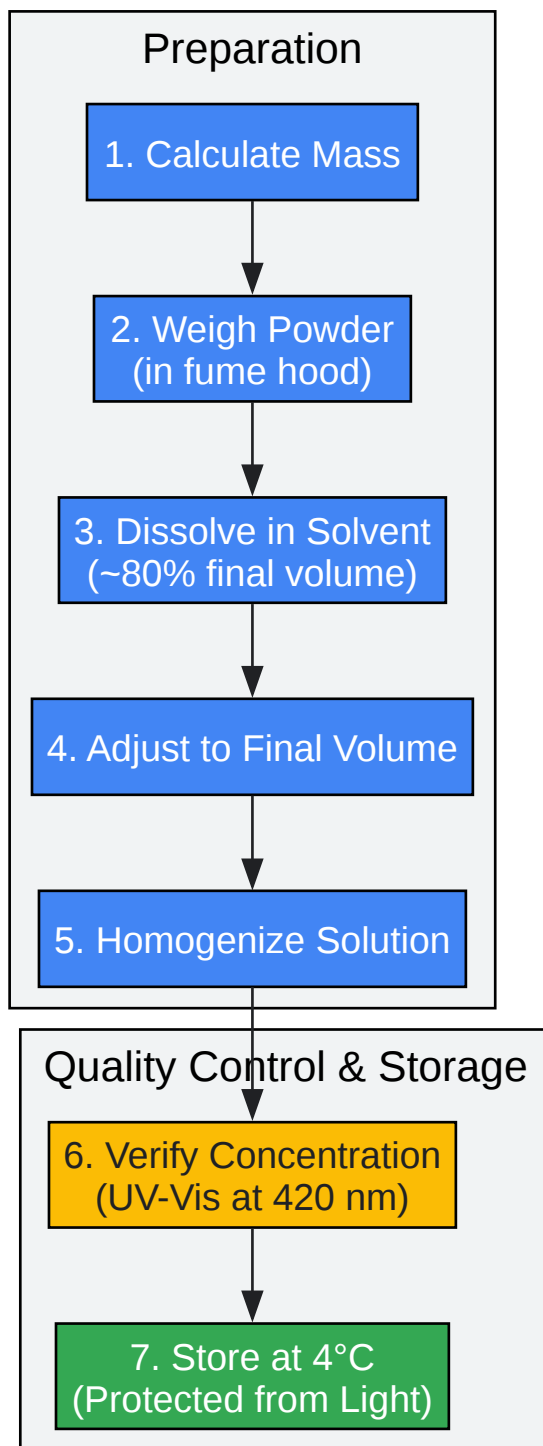 Preparation
1. Calculate Mass
2. Weigh Powder
(in fume hood)
3. Dissolve in Solvent
(~80% final volume)
4. Adjust to Final Volume
5. Homogenize Solution
Quality Control & Storage
6. Verify Concentration
(UV-Vis at 420 nm)
7. Store at 4°C
(Protected from Light)